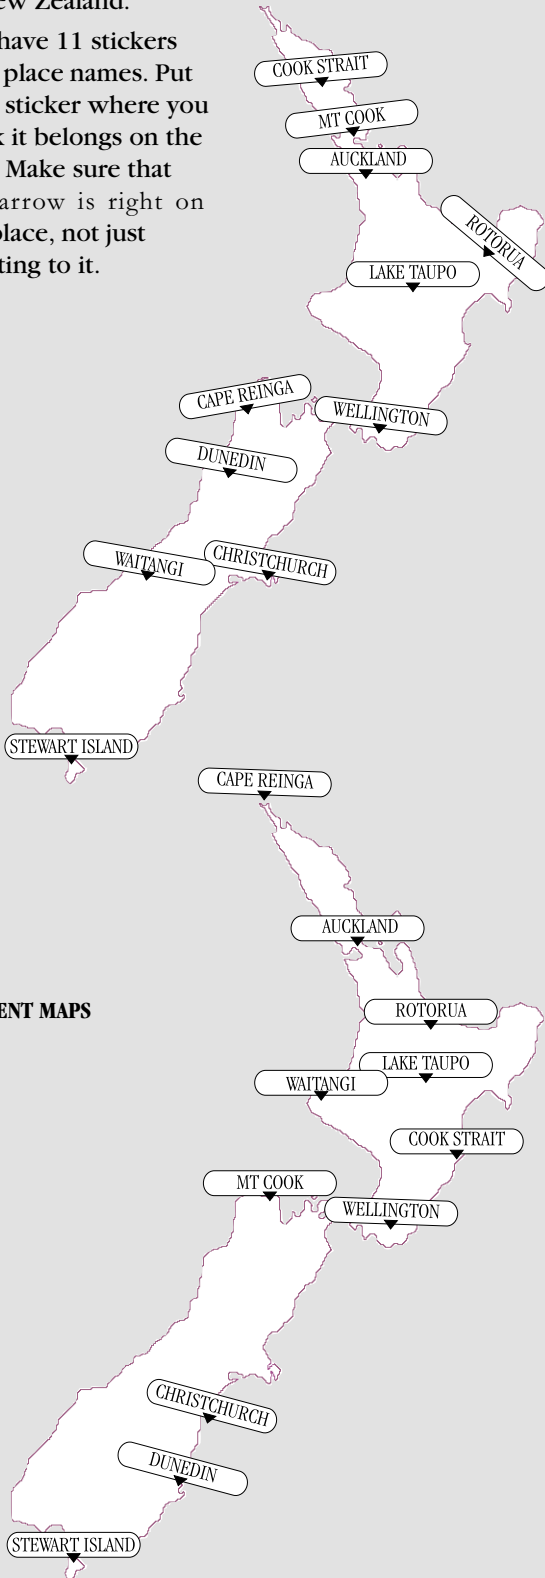 ew Zealand.
have 11 stickers
place names. Put
sticker where you
k it belongs on the
Make sure that
arrow is right on
place, not just
ting to it.
COOK STRAIT
MT COOK
AUCKLAND
ROTORUA
LAKE TAUPO
CAPE REINGA
WELLINGTON
DUNEDIN
WAITANGI
CHRISTCHURCH
STEWART ISLAND
CAPE REINGA
AUCKLAND
ENT MAPS
ROTORUA
LAKE TAUPO
WAITANGI
COOK STRAIT
MT COOK
WELLINGTON
CHRISTCHURCH
DUNEDIN
STEWART ISLAND